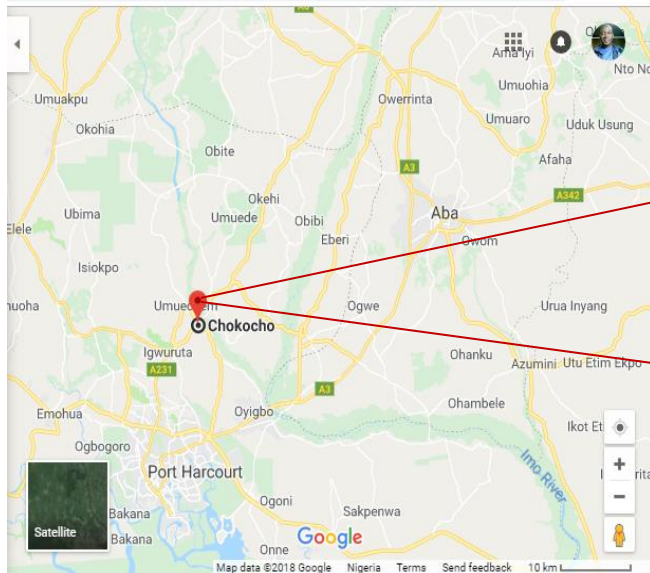 A3
Ama Iyi
Nto No
Umuakpu
Owerrinta
Umuohia
Umuaro
Uduk Usung
Okohia
Obite
Afaha
A3
A342
Okehi
Ubima
Umuede
Obibi
Aba
Elele
Eberi
Owom
Isiokpo
Ogwe
Urua Inyang
Chokocho
Igwuruta
A231
Ohanku
Azumini
Utu Etim Ekpo
A3
Ohambele
Emohua
Oyigbo
Ikot Et
Ogbogoro
Port Harcourt
Imo River
Ogoni
Bakana
Bakana
Sakpenwa
Satellite
Google
Onne
Map data ©2018 Google Nigeria Terms Send feedback 10 km